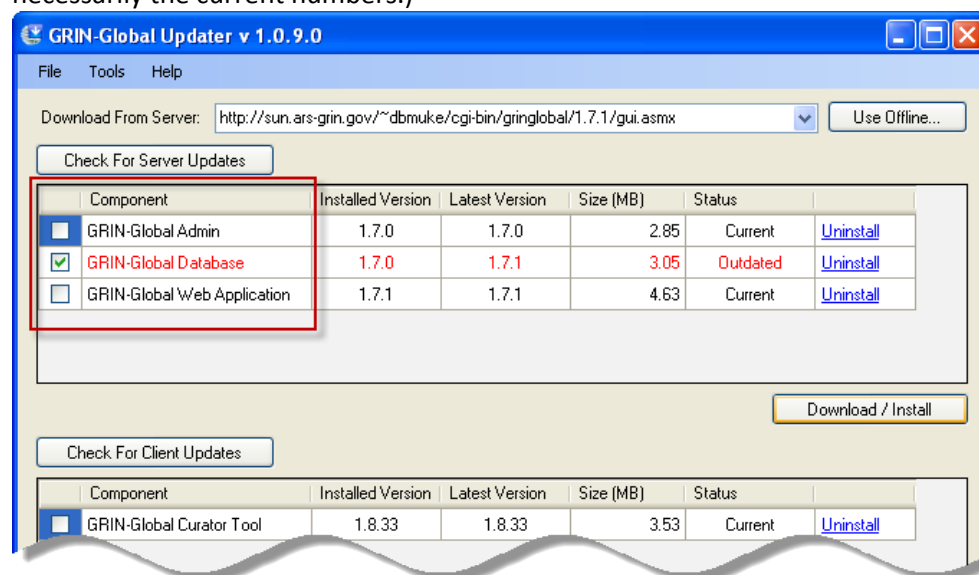 necessarily the current numbers.)
GRIN-Global Updater v 1.0.9.0
File Tools Help
Download From Server: http://sun.ars-grin.gov/~dbmuke/cgi-bin/gringlobal/1.7.1/gui.asmx Use Offline...
Check For Server Updates
Component Installed Version Latest Version Size (MB) Status
GRIN-Global Admin 1.7.0 1.7.0 2.85 Current Uninstall
GRIN-Global Database 1.7.0 1.7.1 3.05 Outdated Uninstall
GRIN-Global Web Application 1.7.1 1.7.1 4.63 Current Uninstall
Download / Install
Check For Client Updates
Component Installed Version Latest Version Size (MB) Status
GRIN-Global Curator Tool 1.8.33 1.8.33 3.53 Current Uninstall